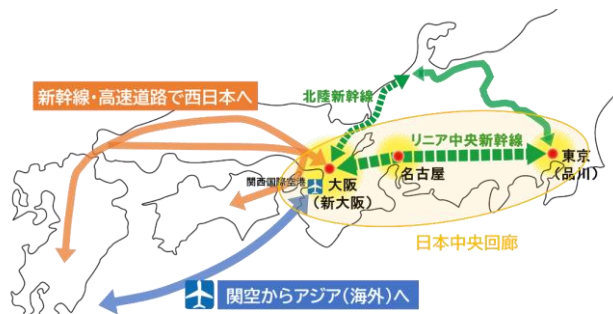 新幹線・高速道路で西日本へ
北陸新幹線
リニア中央新幹線
関西国際空港
大阪
(新大阪)
名古屋
東京
(品川)
日本中央回廊
関空からアジア(海外)へ